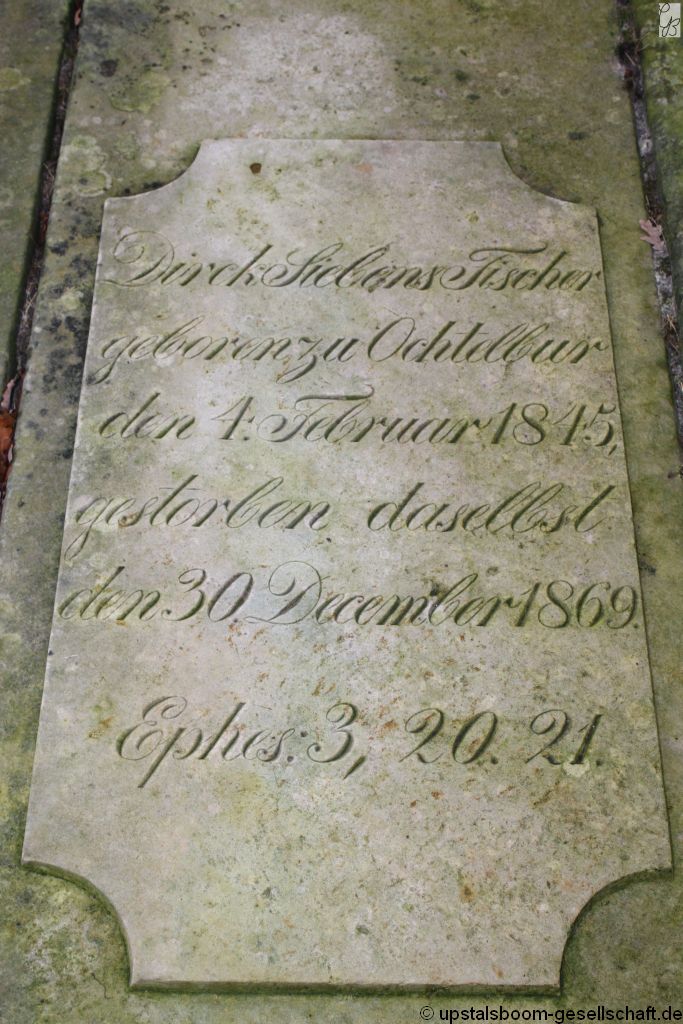 Dirck Siebens Fischer
geboren zu Ochtelbur
den 4. Februar 1845,
gestorben daselbst
den 30. December 1869.
Ephes: 3, 20. 21.
© upstalsboom-gesellschaft.de